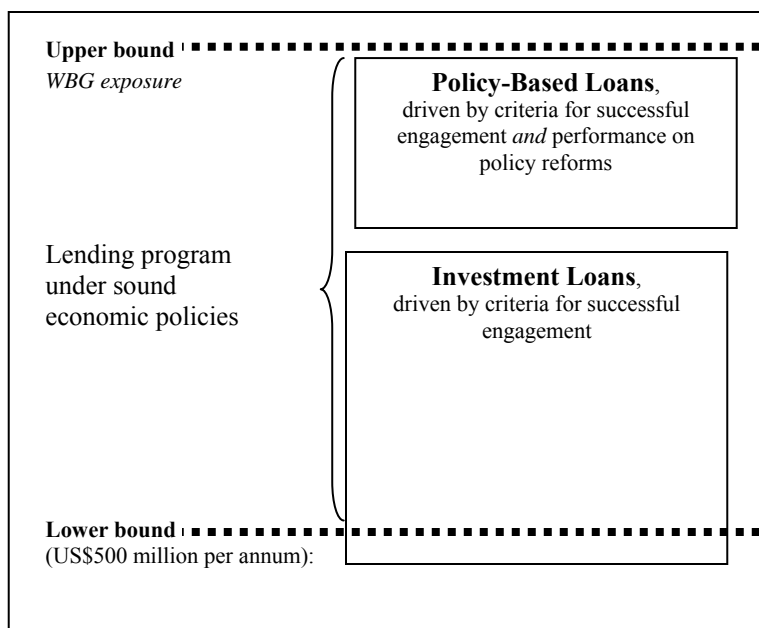 Upper bound
WBG exposure
Policy-Based Loans,
driven by criteria for successful
engagement and performance on
policy reforms
Lending program
under sound
economic policies
Investment Loans,
driven by criteria for successful
engagement
Lower bound
(US$500 million per annum):